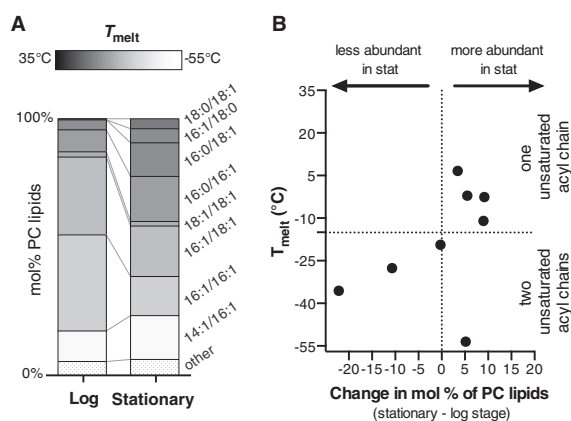 A
Tmelt
35°C
-55°C
100%
mol% PC lipids
0%
18:0/18:1
16:1/18:0
16:0/18:1
16:0/16:1
18:1/18:1
16:1/18:1
16:1/16:1
14:1/16:1
other
Log
Stationary
B
less abundant
in stat
more abundant
in stat
35
20
5
-10
-25
-40
-55
Tmelt (°C)
one
unsaturated
acyl chain
two
unsaturated
acyl chains
-20 -15 -10 -5 0 5 10 15 20
Change in mol % of PC lipids
(stationary - log stage)